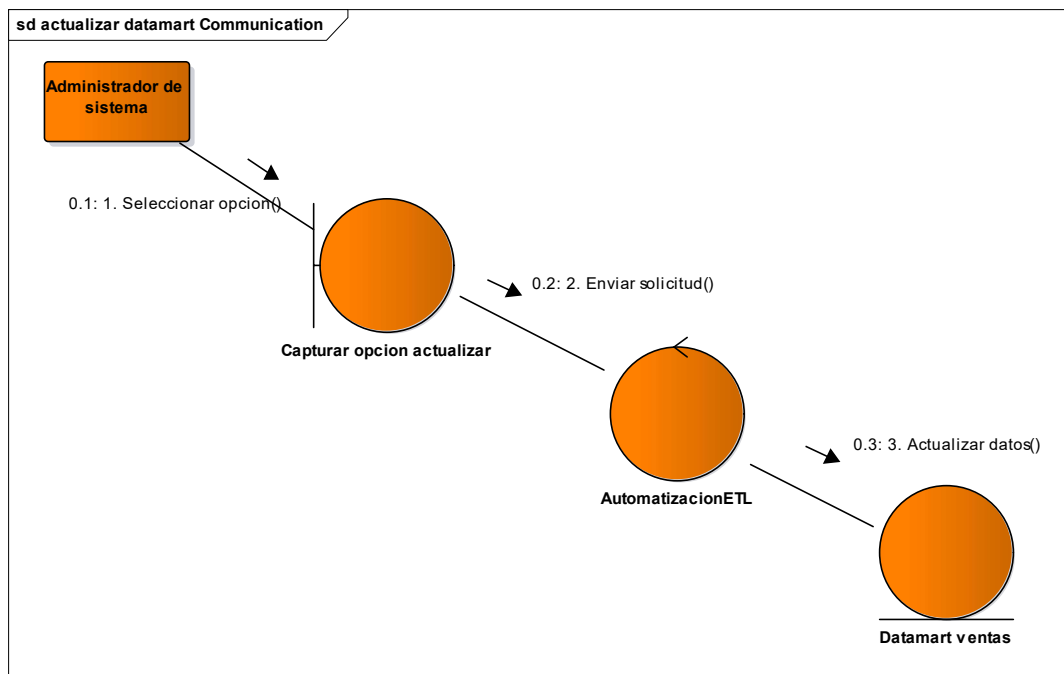 sd actualizar datamart Communication
Administrador de
sistema
0.1: 1. Seleccionar opcion()
Capturar opcion actualizar
0.2: 2. Enviar solicitud()
AutomatizacionETL
0.3: 3. Actualizar datos()
Datamart ventas